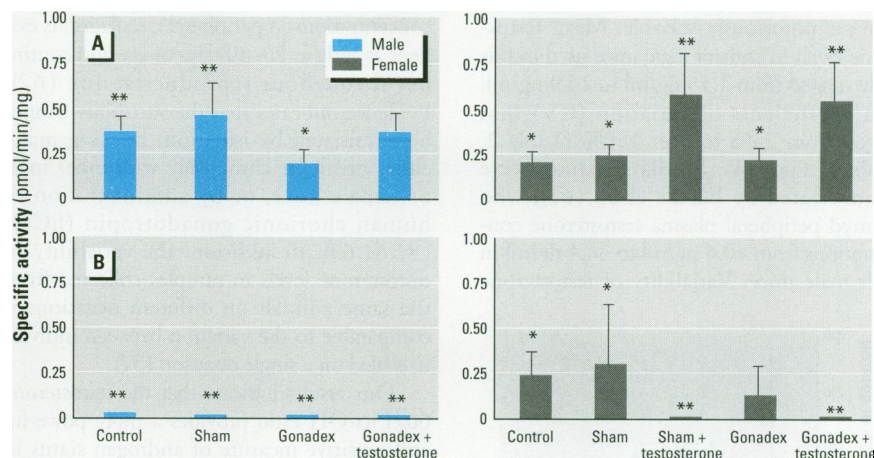 1.00
A
0.75
0.50
0.25
0
Male
Female
**
**
*
1.00
0.75
0.50
0.25
0
*
*
**
*
**
Specific activity (pmol/min/mg)
1.00
B
0.75
0.50
0.25
0
**
**
**
**
Control
Sham
Gonadex
Gonadex +
testosterone
1.00
0.75
0.50
0.25
0
*
*
**
**
Control
Sham
Sham +
testosterone
Gonadex
Gonadex +
testosterone